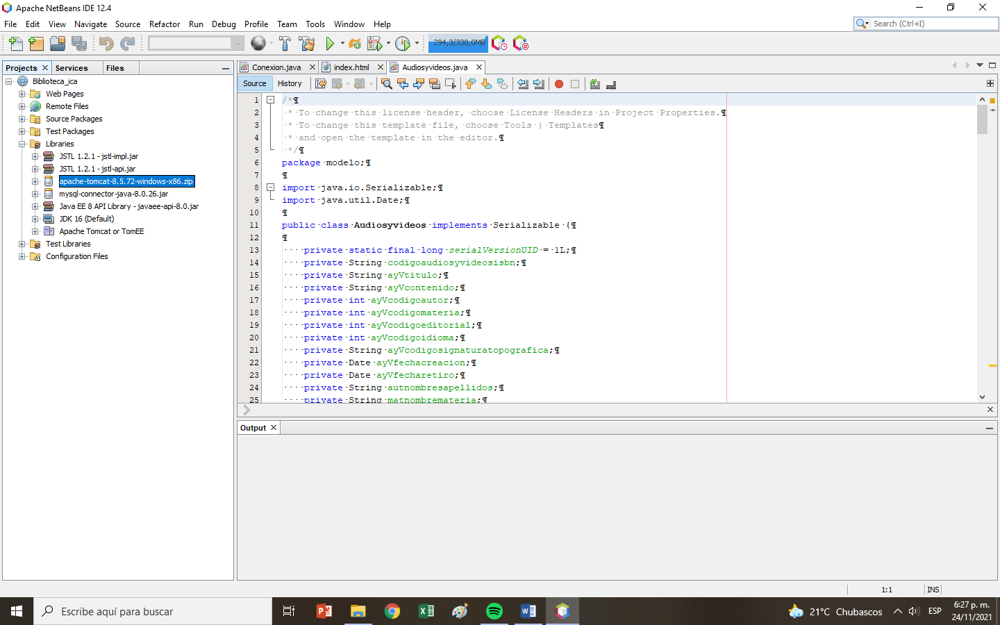 Apache NetBeans IDE 12.4
File Edit View Navigate Source Refactor Run Debug Profile Team Tools Window Help
Search (Ctrl+I)
294,3/330,0MB
Projects Services Files
Biblioteca_ica
Web Pages
Remote Files
Source Packages
Test Packages
Libraries
JSTL 1.2.1 - jstl-impl.jar
JSTL 1.2.1 - jstl-api.jar
apache-tomcat-8.5.72-windows-x86.zip
mysql-connector-java-8.0.26.jar
Java EE 8 API Library - javaee-api-8.0.jar
JDK 16 (Default)
Apache Tomcat or TomEE
Test Libraries
Configuration Files
Conexion.java index.html Audiosyvideos.java
Source History
1 /*¶
2 * To change this license header, choose License Headers in Project Properties.¶
3 * To change this template file, choose Tools | Templates¶
4 * and open the template in the editor.¶
5 */¶
6 package modelo;¶
7 ¶
8 import java.io.Serializable;¶
9 import java.util.Date;¶
10 ¶
11 public class Audiosyvideos implements Serializable {¶
12 ¶
13 private static final long serialVersionUID = 1L;¶
14 private String codigoaudiosyvideosisbn;¶
15 private String ayVtitulo;¶
16 private String ayVcontenido;¶
17 private int ayVcodigoautor;¶
18 private int ayVcodigomateria;¶
19 private int ayVcodigoeditorial;¶
20 private int ayVcodigoidioma;¶
21 private String ayVcodigosignaturatopografica;¶
22 private Date ayVfechacreacion;¶
23 private Date ayVfecharetiro;¶
24 private String autnombresapellidos;¶
25 private String matnombremateria;¶
Output
1:1 INS
Escribe aquí para buscar
21°C Chubascos
ESP
6:27 p. m.
24/11/2021